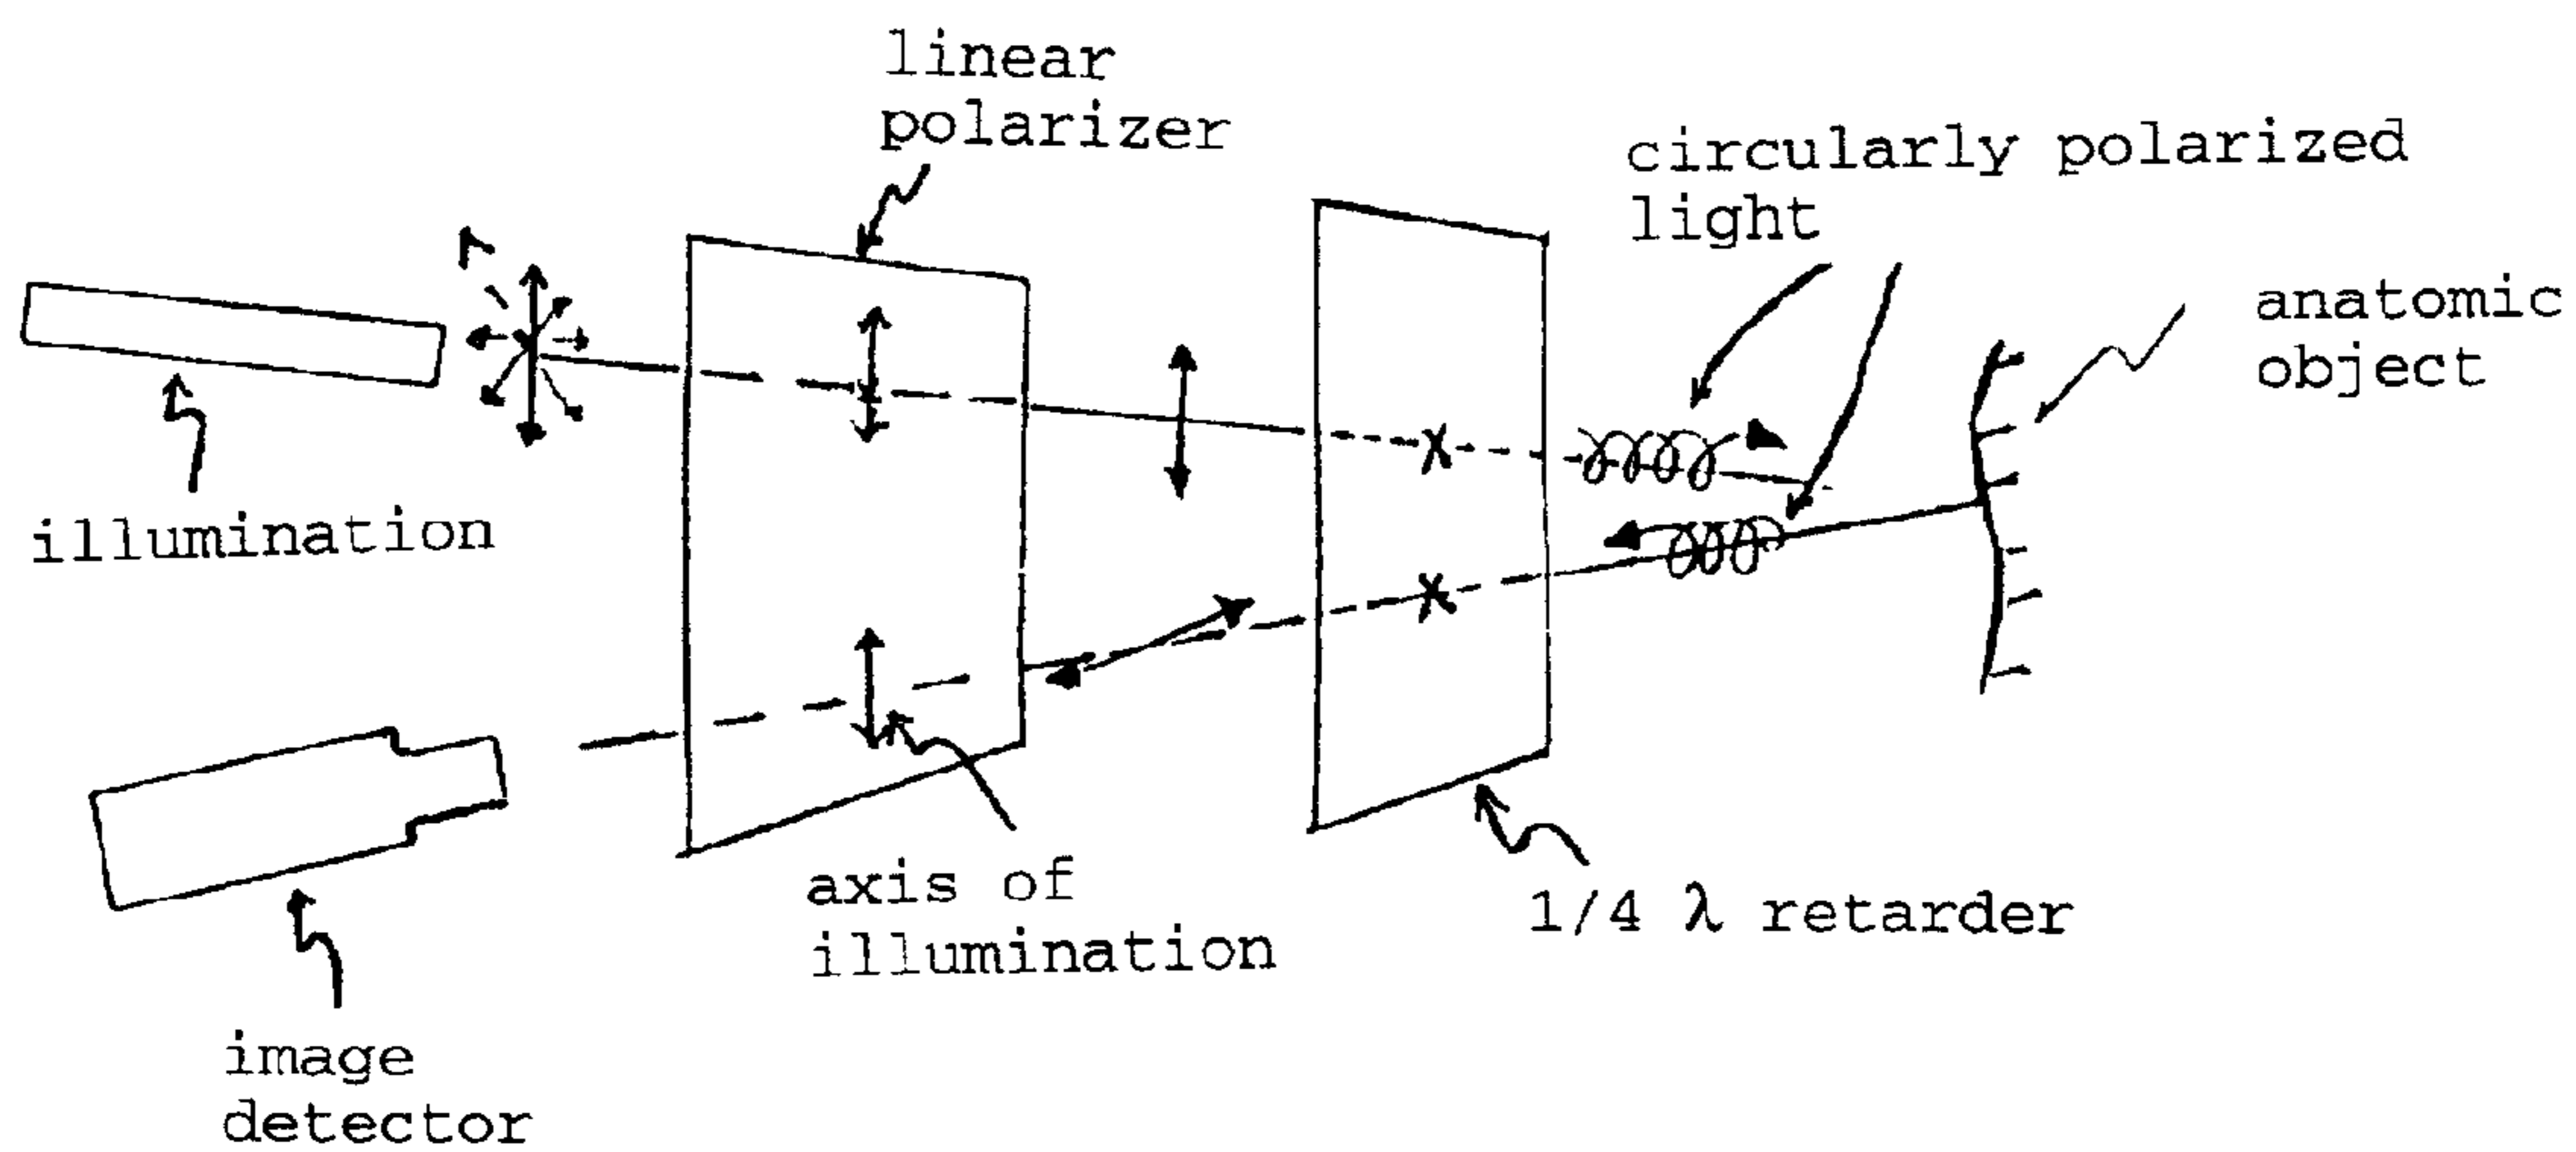 linear
polarizer
circularly polarized
light
anatomic
object
illumination
axis of
illumination
1/4 λ retarder
image
detector